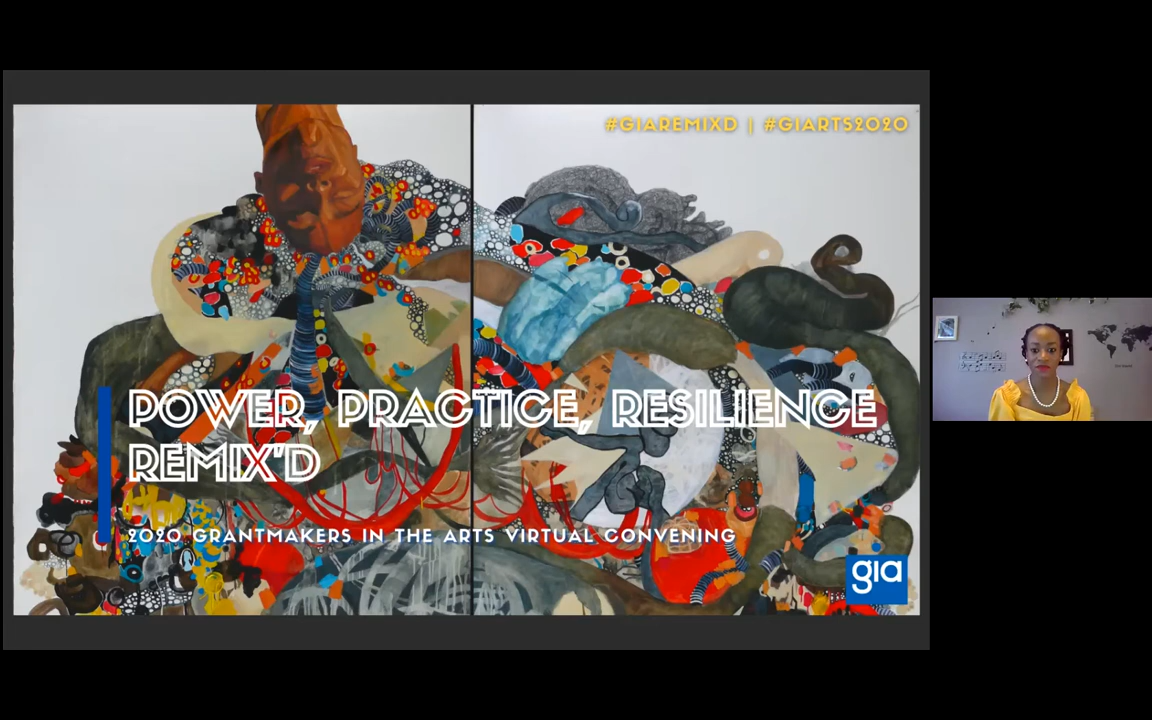 #GIAREMIXD | #GIARTS2020
POWER, PRACTICE, RESILIENCE
REMIX'D
2020 GRANTMAKERS IN THE ARTS VIRTUAL CONVENING
gia